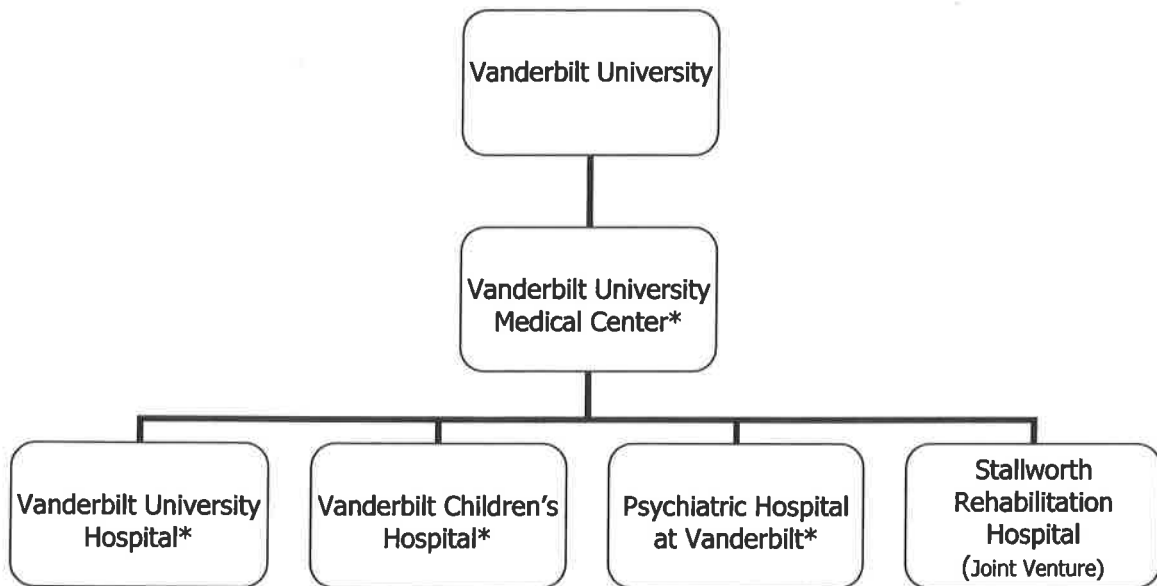 Vanderbilt University
Vanderbilt University
Medical Center*
Vanderbilt University
Hospital*
Vanderbilt Children's
Hospital*
Psychiatric Hospital
at Vanderbilt*
Stallworth
Rehabilitation
Hospital
(Joint Venture)